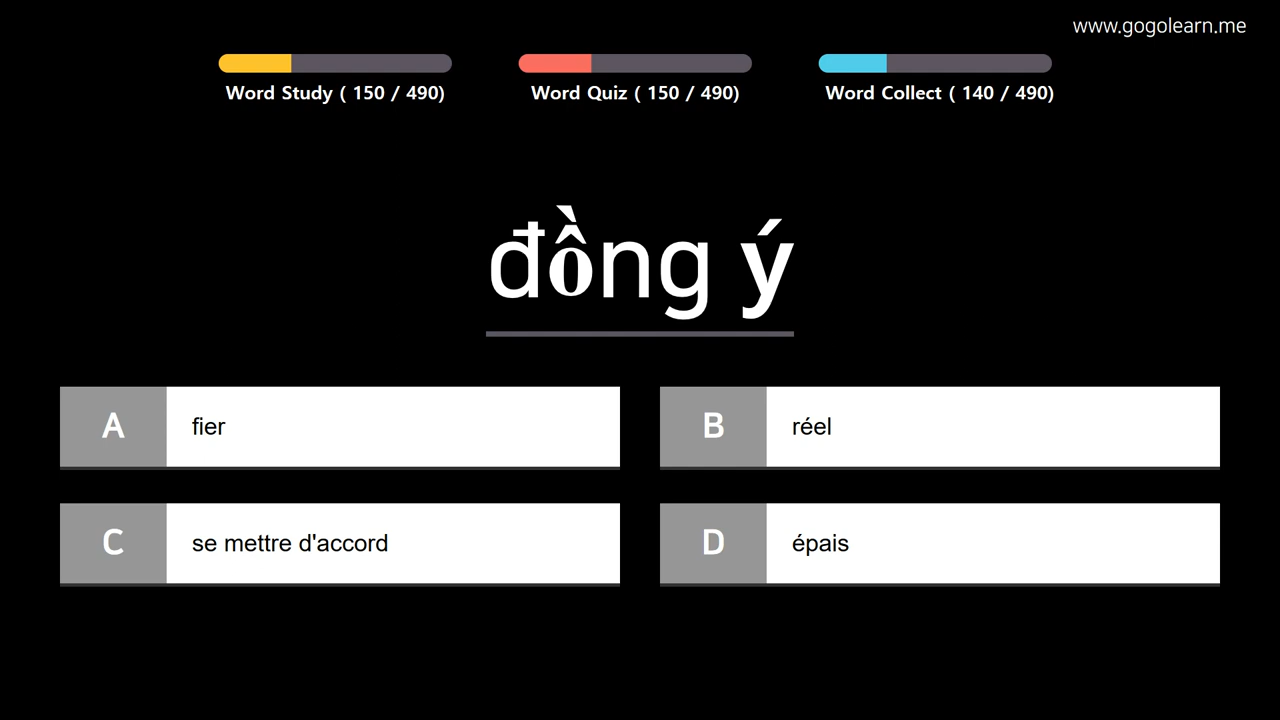 www.gogolearn.me
Word Study ( 150 / 490)
Word Quiz ( 150 / 490)
Word Collect ( 140 / 490)
đồng ý
A fier
B réel
C se mettre d'accord
D épais